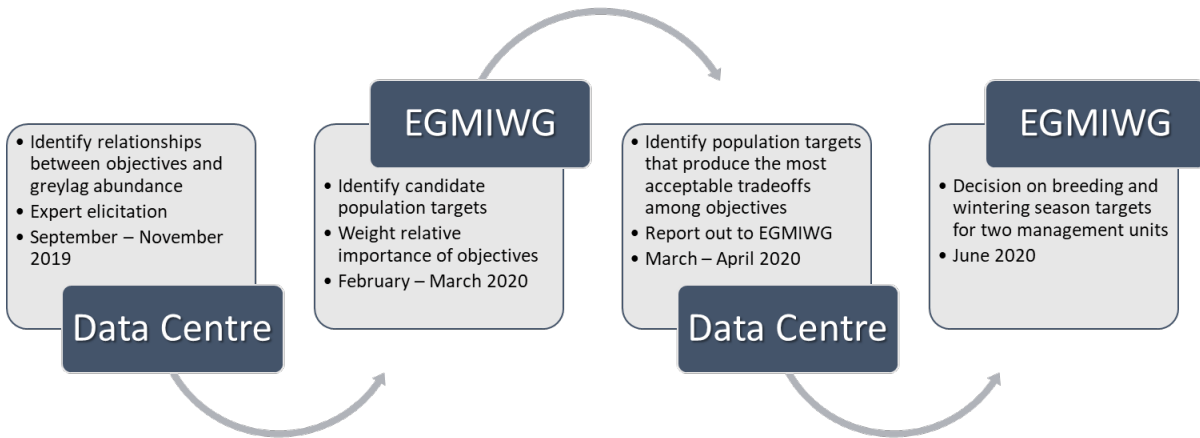 • Identify relationships
between objectives and
greylag abundance
• Expert elicitation
• September – November
2019
Data Centre
EGMIWG
• Identify candidate
population targets
• Weight relative
importance of objectives
• February – March 2020
• Identify population targets
that produce the most
acceptable tradeoffs
among objectives
• Report out to EGMIWG
• March – April 2020
Data Centre
EGMIWG
• Decision on breeding and
wintering season targets
for two management units
• June 2020